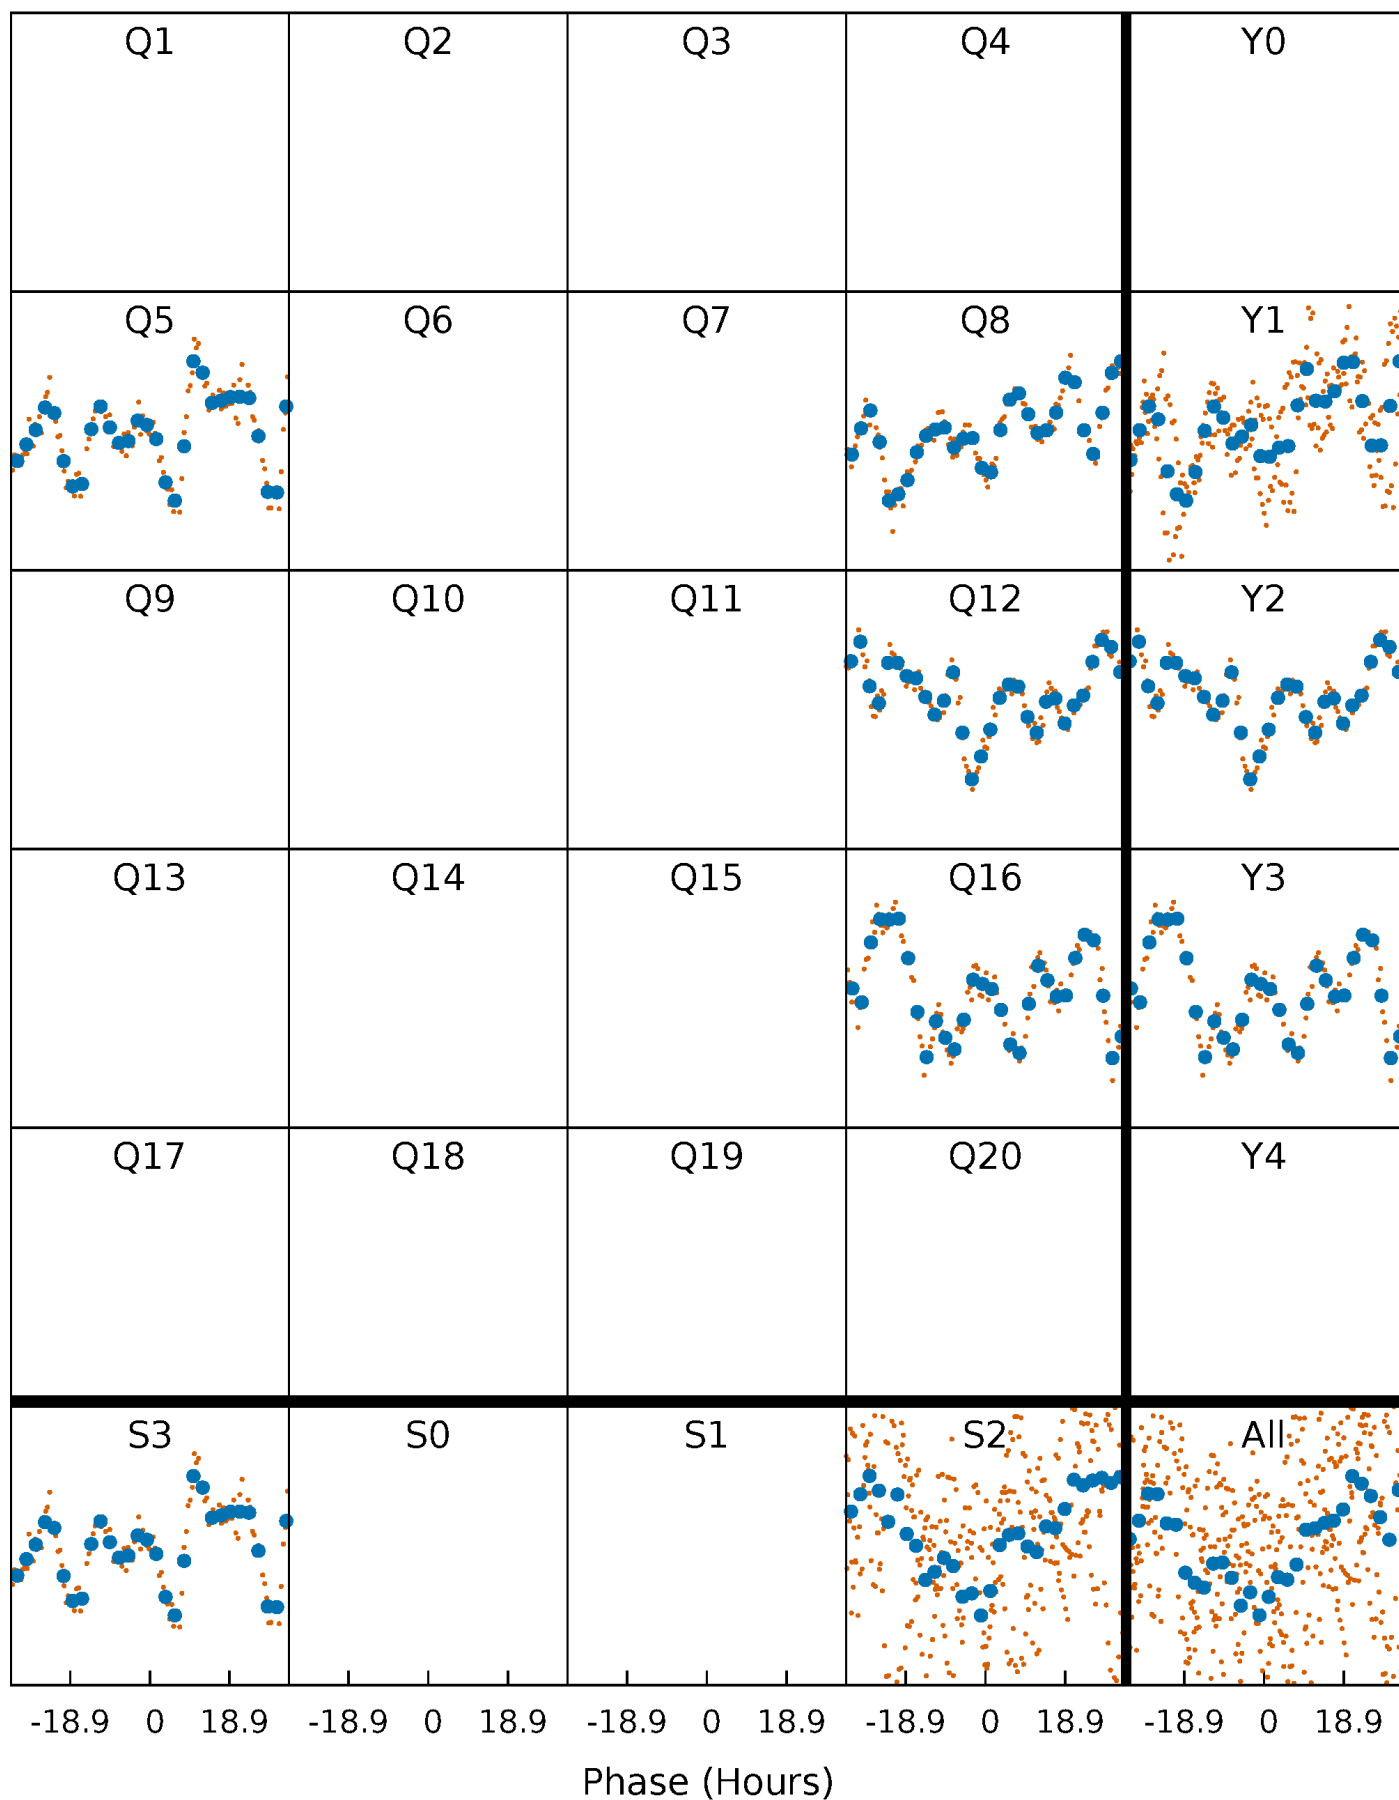 Q1 Q2 Q3 Q4 Y0
Q5 Q6 Q7 Q8 Y1
Q9 Q10 Q11 Q12 Y2
Q13 Q14 Q15 Q16 Y3
Q17 Q18 Q19 Q20 Y4
S3 S0 S1 S2 All
-18.9 0 18.9 -18.9 0 18.9 -18.9 0 18.9 -18.9 0 18.9 -18.9 0 18.9
Phase (Hours)